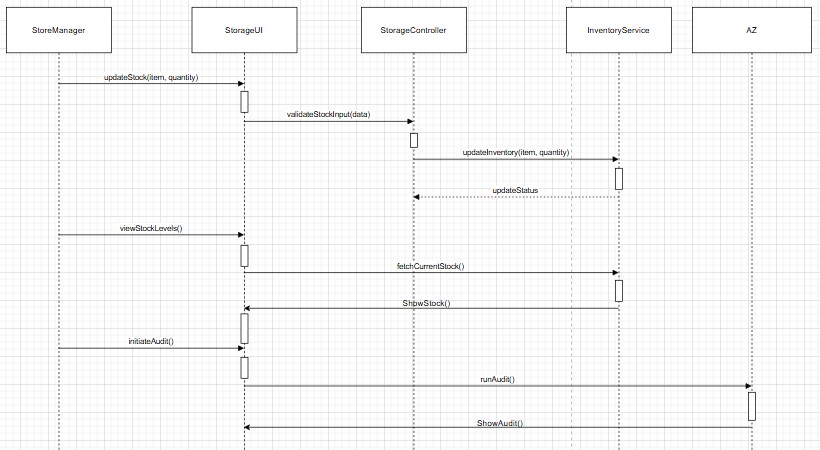 StoreManager
StorageUI
StorageController
InventoryService
AZ
updateStock(item, quantity)
validateStockInput(data)
updateInventory(item, quantity)
updateStatus
viewStockLevels()
fetchCurrentStock()
ShowStock()
initiateAudit()
runAudit()
ShowAudit()